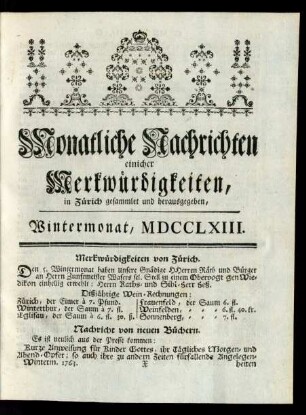 Monatliche Nachrichten
einicher
Merkwürdigkeiten,
in Zürich gesammlet und herausgegeben,
Wintermonat, MDCCLXIII.
Merkwürdigkeiten von Zürich.
Den 5. Wintermonat haben unsere Gnädige HHerren Räth und Bürger
an Herrn Zunftmeister Wasers sl. Stell zu einem Obervogt gen Wie-
dikon einhellig erwehlt: Herrn Raths- und Sihl-Herr Heß.
Dißjährige Wein-Rechnungen:
Zürich, der Eimer à 7. Pfund.
Winterthur, der Saum à 7. fl.
Eglisau, der Saum à 6. fl. 30. ß.
Frauenfeld, der Saum 6. fl.
Weinfelden, 6. fl. 40. kr.
Sonnenberg, 7. fl.
Nachricht von neuen Büchern.
Es ist neulich aus der Presse kommen:
Kurze Anweisung für Kinder Gottes, ihr Tägliches Morgen- und
Abend-Opfer; so auch ihre zu andern Zeiten fürfallende Angelegen-
Winterm. 1763. X heiten